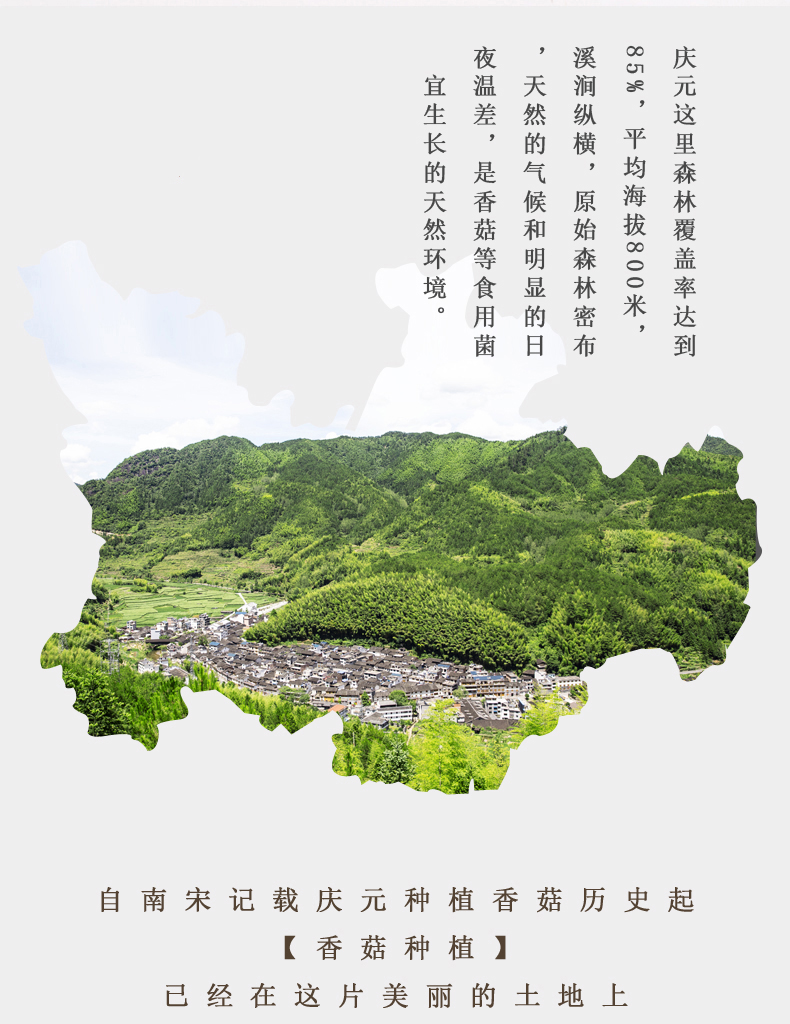 庆元这里森林覆盖率达到
85%，平均海拔800米，
溪涧纵横，原始森林密布
，天然的气候和明显的日
夜温差，是香菇等食用菌
宜生长的天然环境。
自南宋记载庆元种植香菇历史起
【香菇种植】
已经在这片美丽的土地上